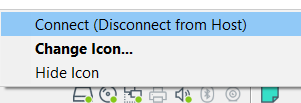 Connect (Disconnect from Host)
Change Icon...
Hide Icon